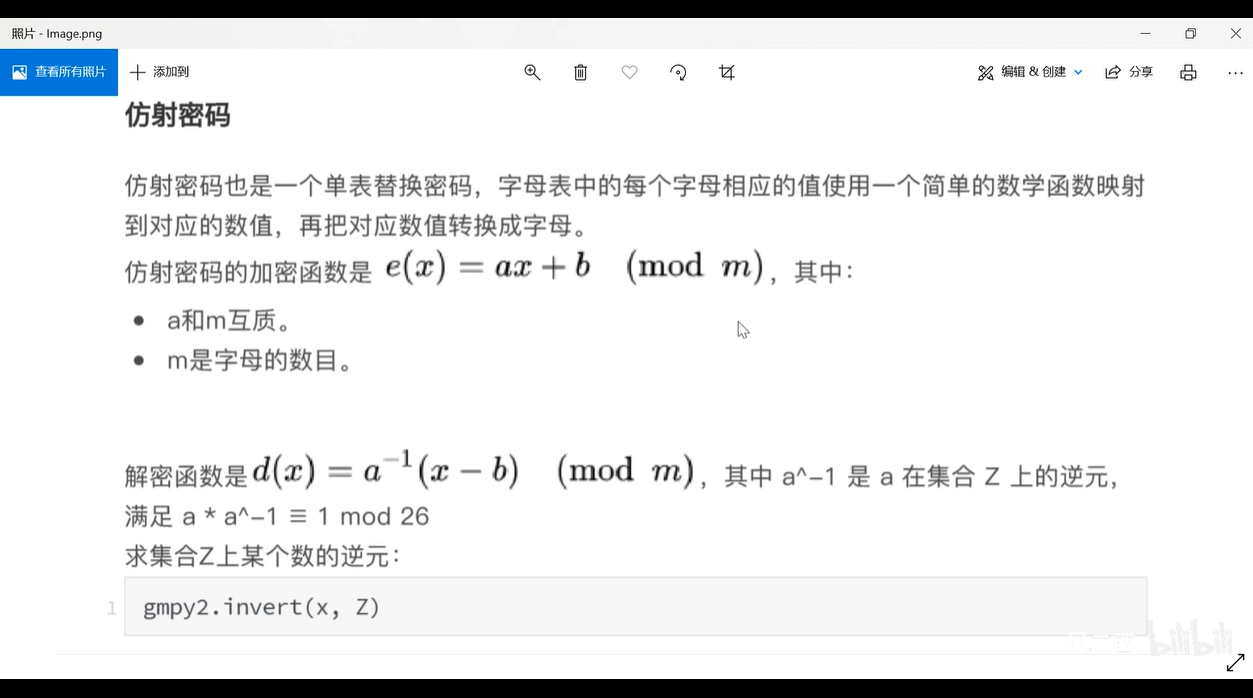 照片 - Image.png
查看所有照片
添加到
编辑 & 创建
分享
仿射密码
仿射密码也是一个单表替换密码，字母表中的每个字母相应的值使用一个简单的数学函数映射
到对应的数值，再把对应数值转换成字母。
仿射密码的加密函数是 e(x) = ax + b (mod m)，其中：
• a和m互质。
• m是字母的数目。
解密函数是 d(x) = a⁻¹(x − b) (mod m)，其中 a^−1 是 a 在集合 Z 上的逆元，
满足 a * a^−1 ≡ 1 mod 26
求集合Z上某个数的逆元：
1 gmpy2.invert(x, Z)
bilibili